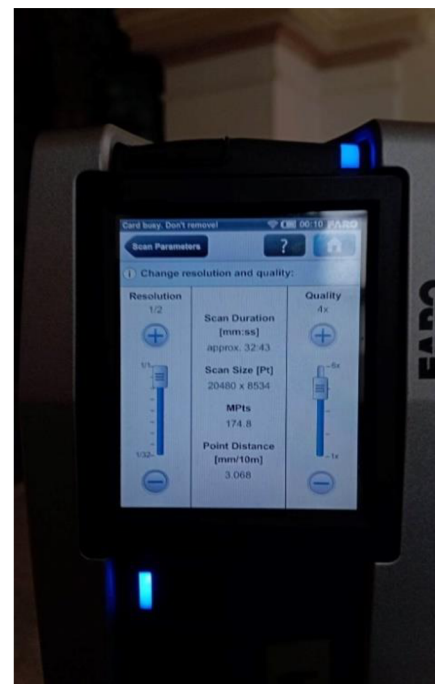 Card busy. Don't remove! 06:10 FARO
Scan Parameters ?
i Change resolution and quality:
Resolution
1/2
+
1/1
1/32
-
Scan Duration
[mm:ss]
approx. 32:43
Scan Size [Pt]
20480 x 8534
MPts
174.8
Point Distance
[mm/10m]
3.068
Quality
4x
+
6x
1x
-
FARO